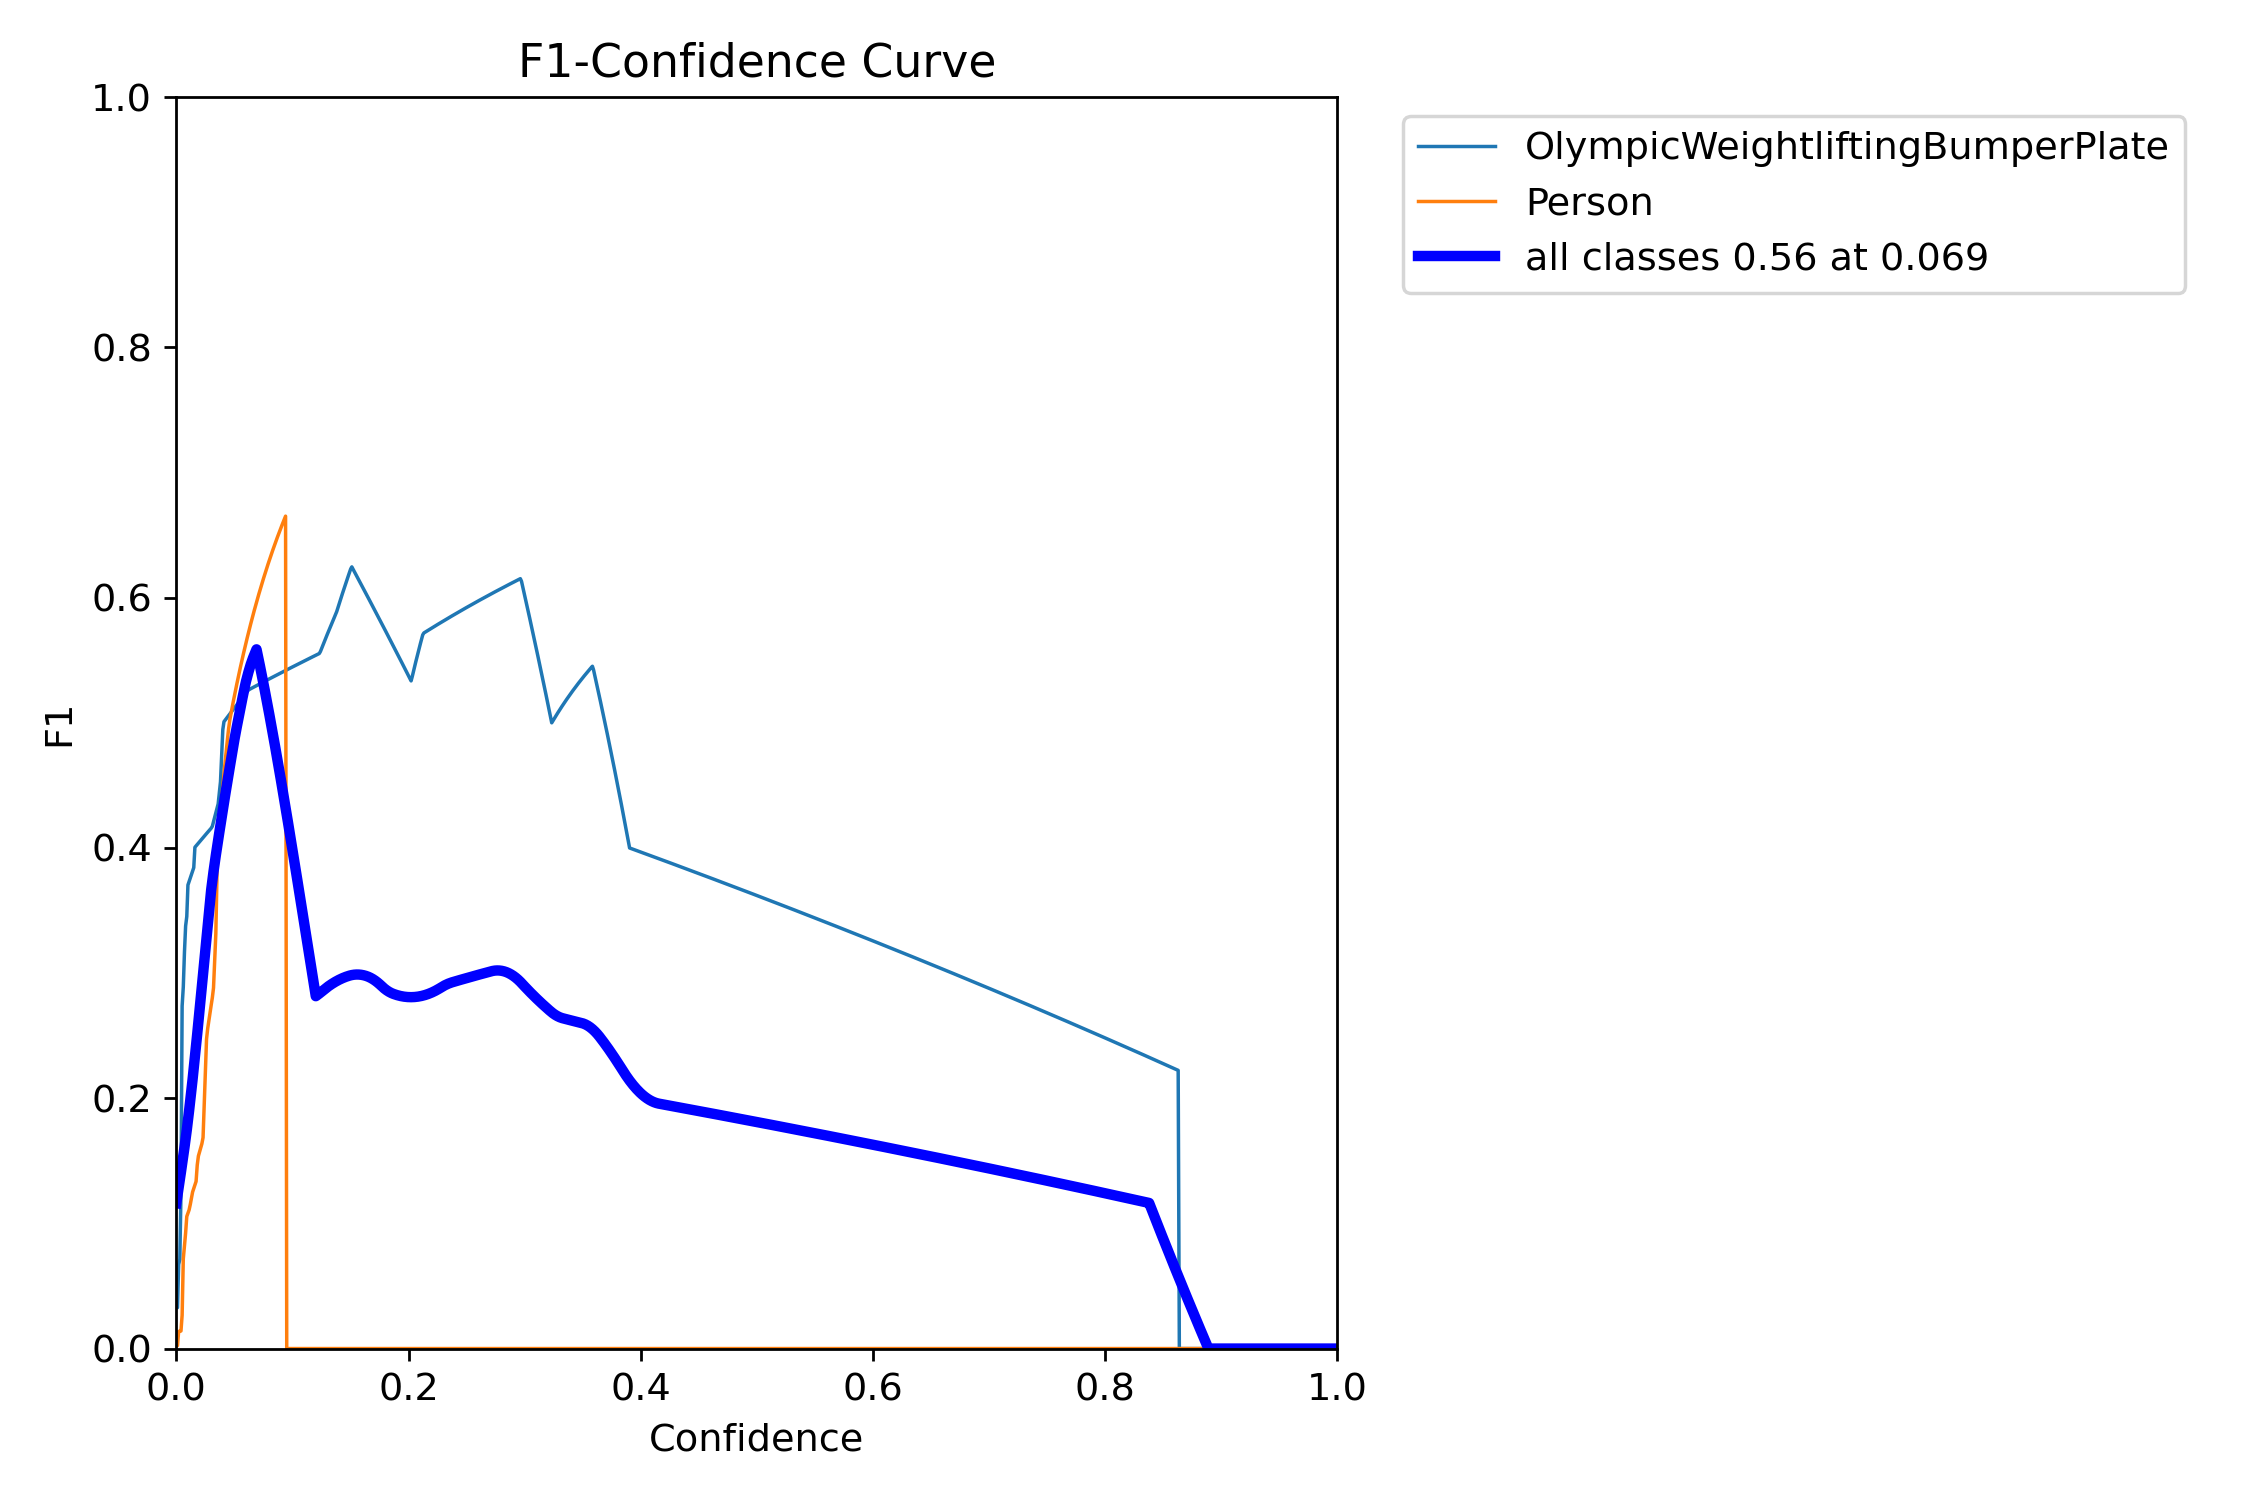 F1-Confidence Curve
1.0
0.8
0.6
0.4
0.2
0.0
F1
0.0 0.2 0.4 0.6 0.8 1.0
Confidence
OlympicWeightliftingBumperPlate
Person
all classes 0.56 at 0.069